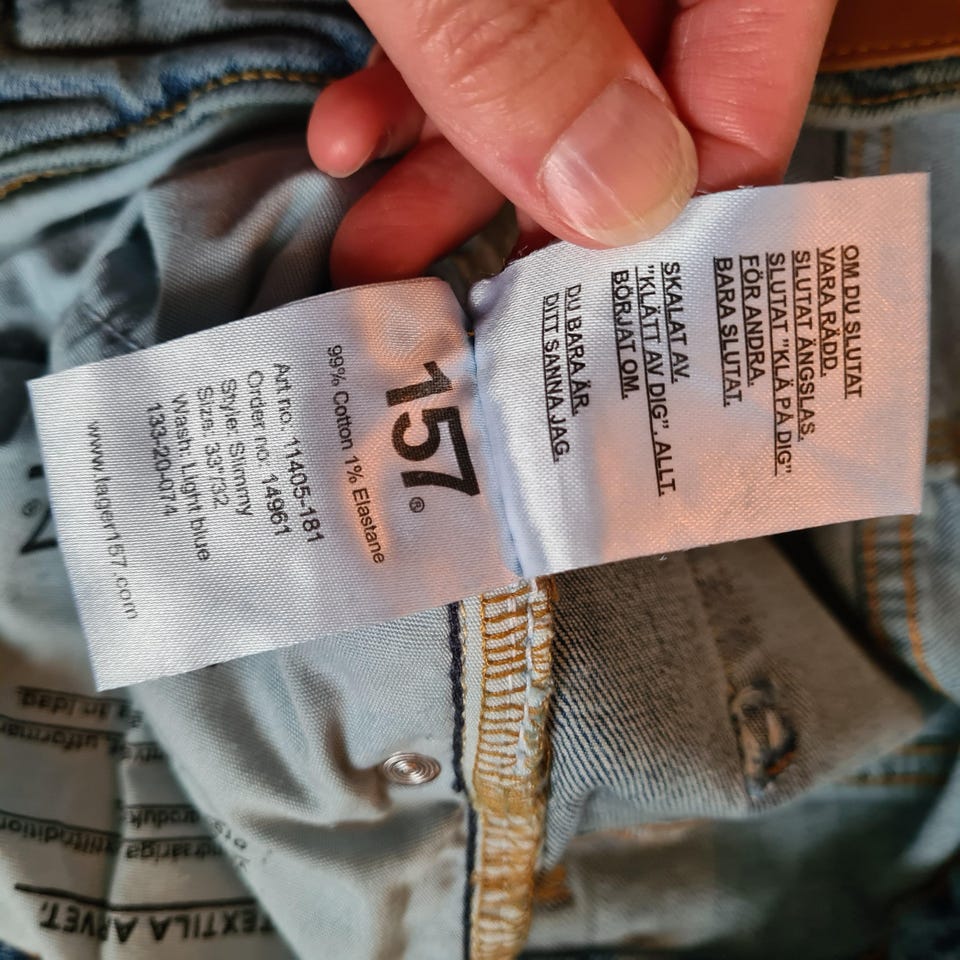 157®
99% Cotton 1% Elastane
Art no: 11405-181
Order no: 14961
Style: Slimmy
Size: 33"/32
Wash: Light blue
133-20-074
www.lager157.com
OM DU SLUTAT
VARA RÄDD.
SLUTAT ÄNGSLAS.
SLUTAT "KLÄ PÅ DIG"
FÖR ANDRA.
BARA SLUTAT.
SKALAT AV.
"KLÄTT AV DIG". ALLT.
BÖRJAT OM.
DU BARA ÄR.
DITT SANNA JAG.
TEXTILA ARVET.